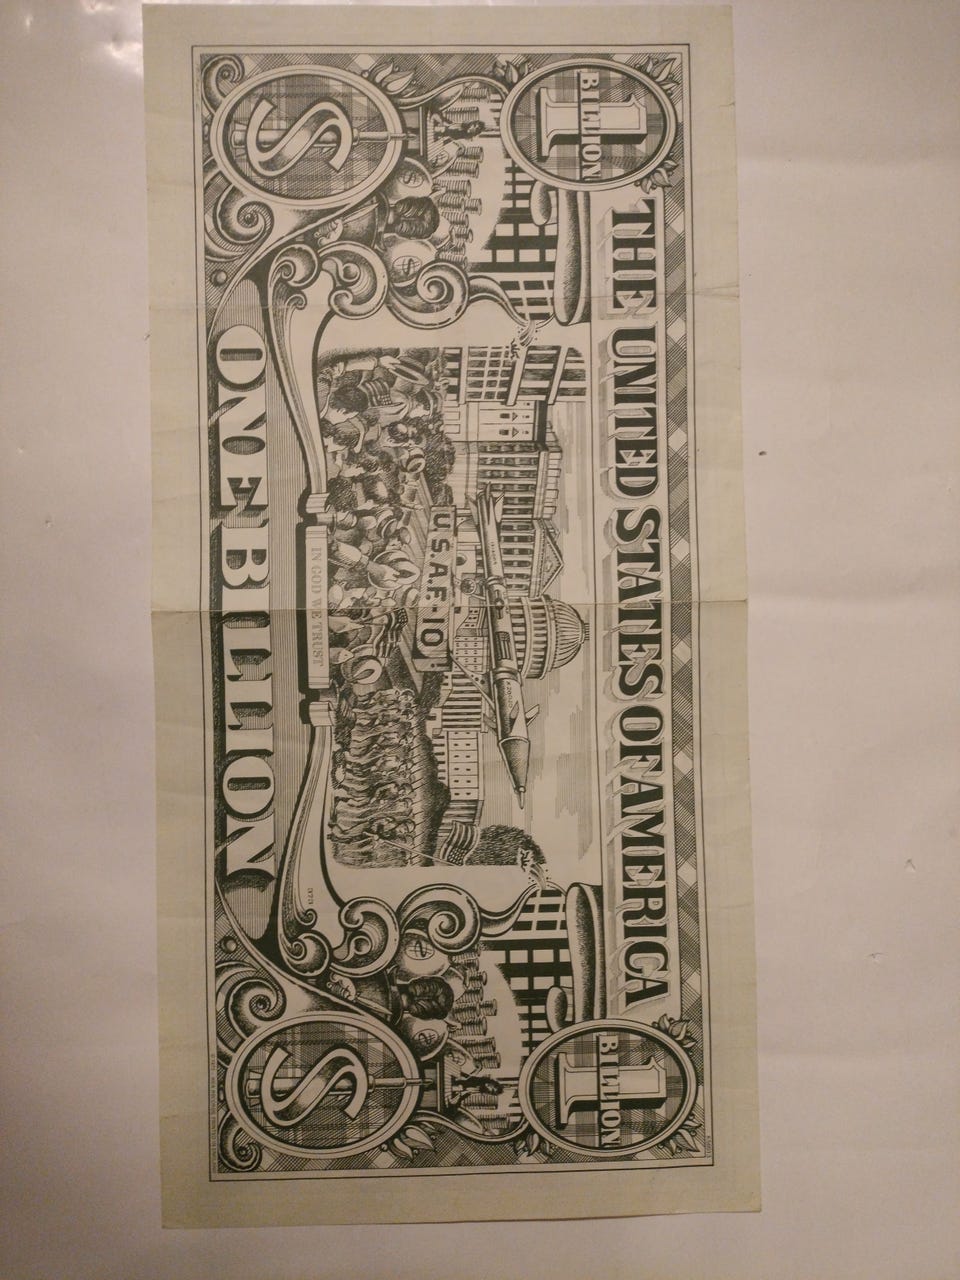 1
BILLION
THE UNITED STATES OF AMERICA
1
BILLION
U.S.A.F.-10
IN GOD WE TRUST
ONE BILLION